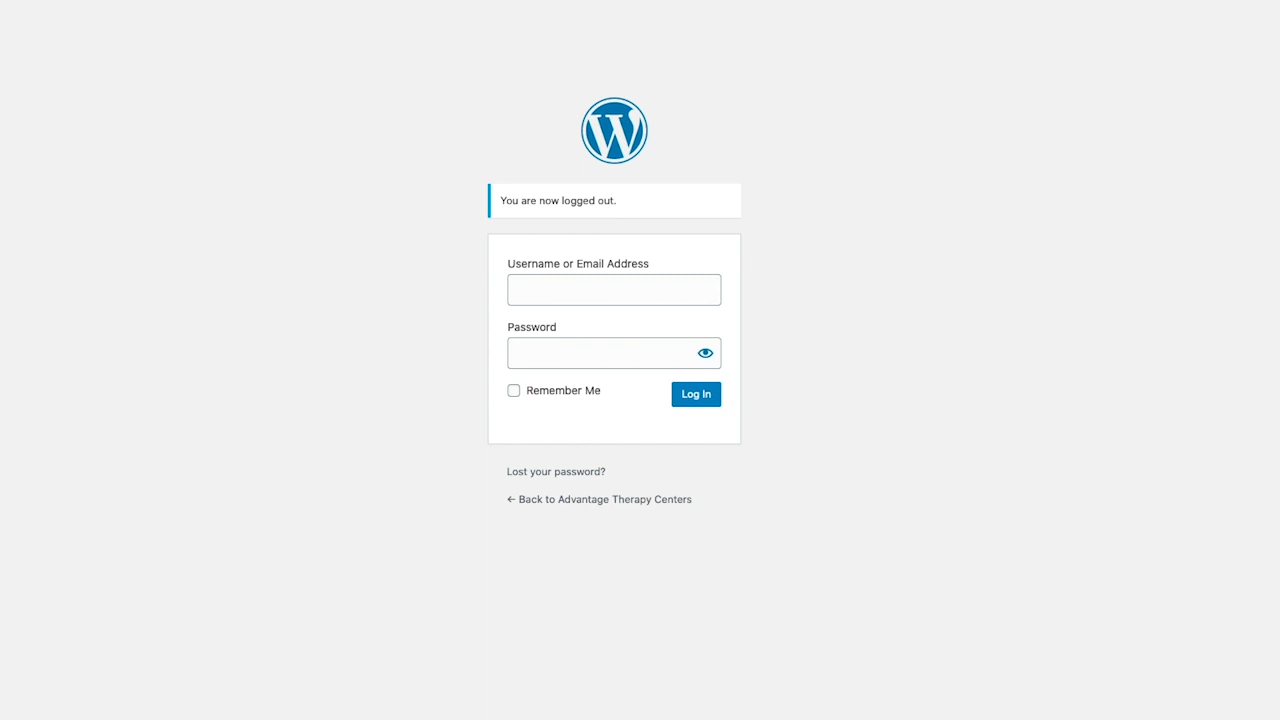 You are now logged out.
Username or Email Address
Password
Remember Me
Log In
Lost your password?
← Back to Advantage Therapy Centers